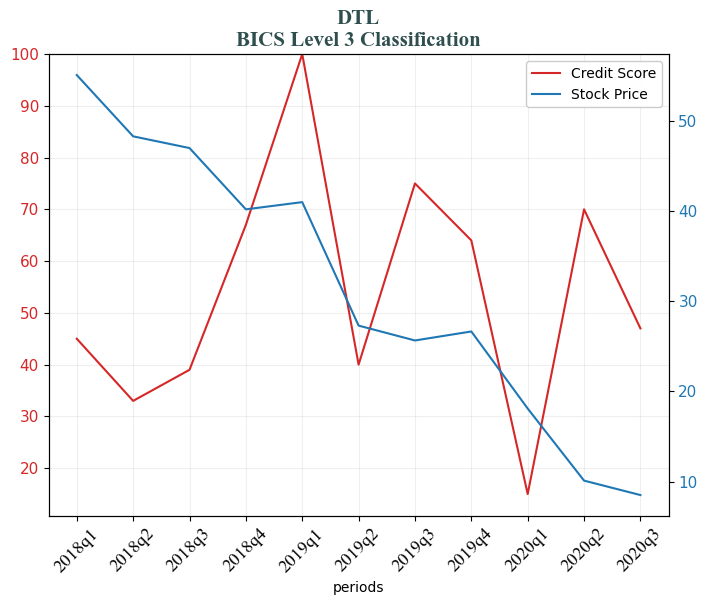 DTL
BICS Level 3 Classification
Credit Score
Stock Price
100
90
80
70
60
50
40
30
20
50
40
30
20
10
2018q1
2018q2
2018q3
2018q4
2019q1
2019q2
2019q3
2019q4
2020q1
2020q2
2020q3
periods